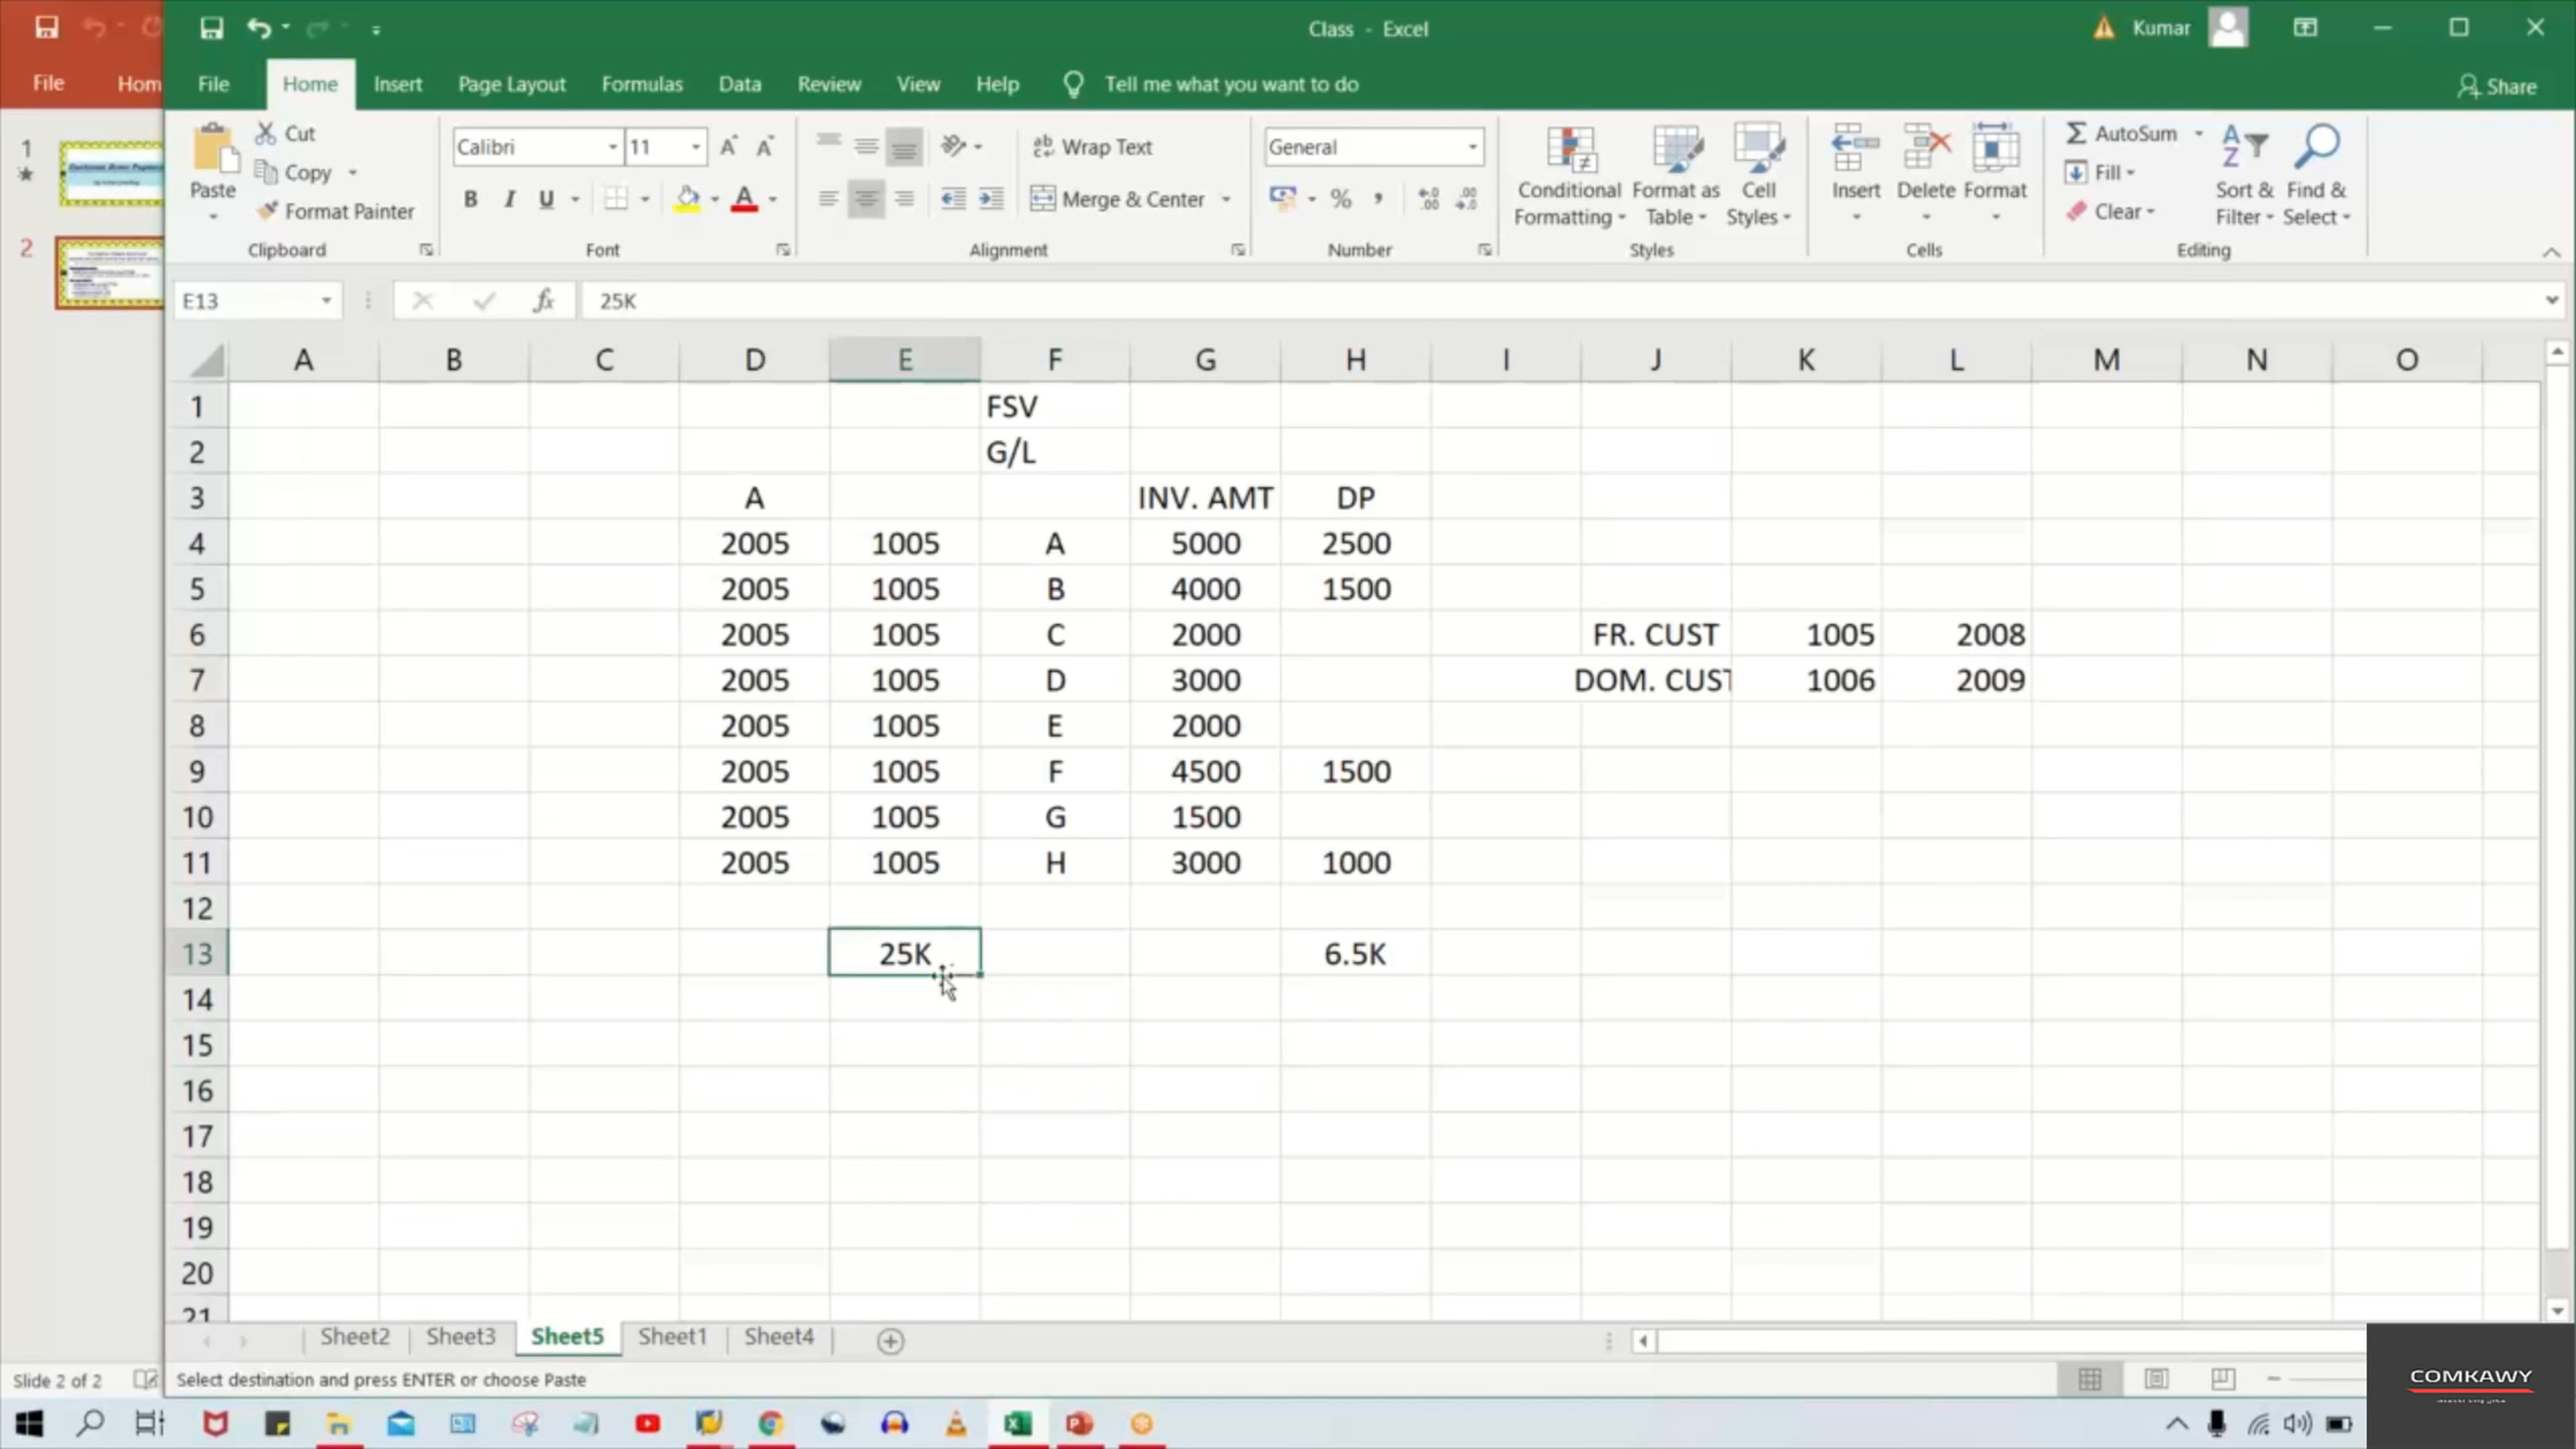 Class - Excel
Kumar
File Hom
File Home Insert Page Layout Formulas Data Review View Help Tell me what you want to do Share
Paste
Cut
Copy
Format Painter
Clipboard
Calibri 11
B I U
Font
Wrap Text
Merge & Center
Alignment
General
Number
Conditional Formatting
Format as Table
Cell Styles
Styles
Insert Delete Format
Cells
AutoSum
Fill
Clear
Sort & Filter
Find & Select
Editing
1
2
E13 fx 25K
A B C D E F G H I J K L M N O
1 FSV
2 G/L
3 A INV. AMT DP
4 2005 1005 A 5000 2500
5 2005 1005 B 4000 1500
6 2005 1005 C 2000 FR. CUST 1005 2008
7 2005 1005 D 3000 DOM. CUST 1006 2009
8 2005 1005 E 2000
9 2005 1005 F 4500 1500
10 2005 1005 G 1500
11 2005 1005 H 3000 1000
12
13 25K 6.5K
14
15
16
17
18
19
20
21
Sheet2 Sheet3 Sheet5 Sheet1 Sheet4
Slide 2 of 2
Select destination and press ENTER or choose Paste
COMKAWY